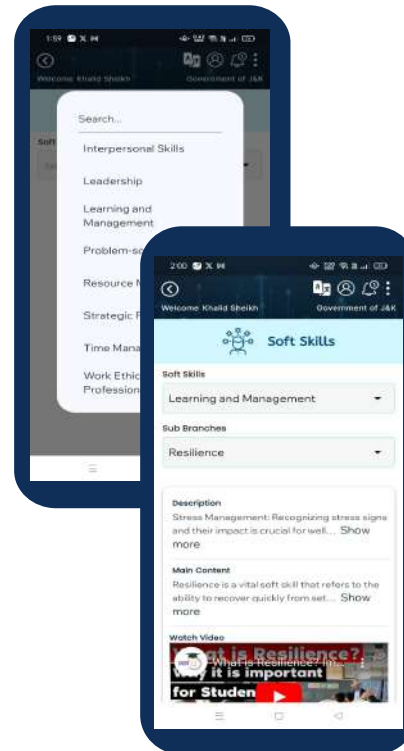 1:59
Welcome Khalid Sheikh Government of J&K
Soft
Search...
Interpersonal Skills
Leadership
Learning and
Management
Problem-so
Resource M
Strategic P
Time Mana
Work Ethic
Profession
2:00
Welcome Khalid Sheikh Government of J&K
Soft Skills
Soft Skills
Learning and Management
Sub Branches
Resilience
Description
Stress Management: Recognizing stress signs
and their impact is crucial for well... Show
more
Main Content
Resilience is a vital soft skill that refers to the
ability to recover quickly from set... Show
more
Watch Video
What is Resilience?
What is Resilience? Im...
Why it is important
for Studen